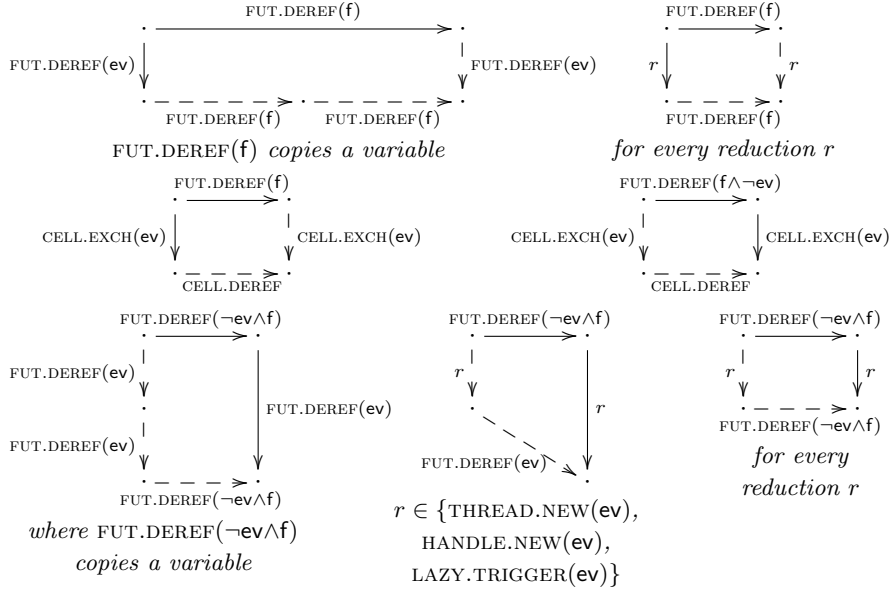 FUT.DEREF(f)
FUT.DEREF(f)
FUT.DEREF(ev)
FUT.DEREF(ev)
r
r
FUT.DEREF(f)
FUT.DEREF(f)
FUT.DEREF(f)
FUT.DEREF(f) copies a variable
for every reduction r
FUT.DEREF(f)
FUT.DEREF(f∧¬ev)
CELL.EXCH(ev)
CELL.EXCH(ev)
CELL.EXCH(ev)
CELL.EXCH(ev)
CELL.DEREF
CELL.DEREF
FUT.DEREF(¬ev∧f)
FUT.DEREF(¬ev∧f)
FUT.DEREF(¬ev∧f)
FUT.DEREF(ev)
r
r
r
FUT.DEREF(ev)
r
FUT.DEREF(¬ev∧f)
FUT.DEREF(ev)
FUT.DEREF(ev)
FUT.DEREF(¬ev∧f)
for every
reduction r
where FUT.DEREF(¬ev∧f)
copies a variable
r ∈ {THREAD.NEW(ev),
HANDLE.NEW(ev),
LAZY.TRIGGER(ev)}